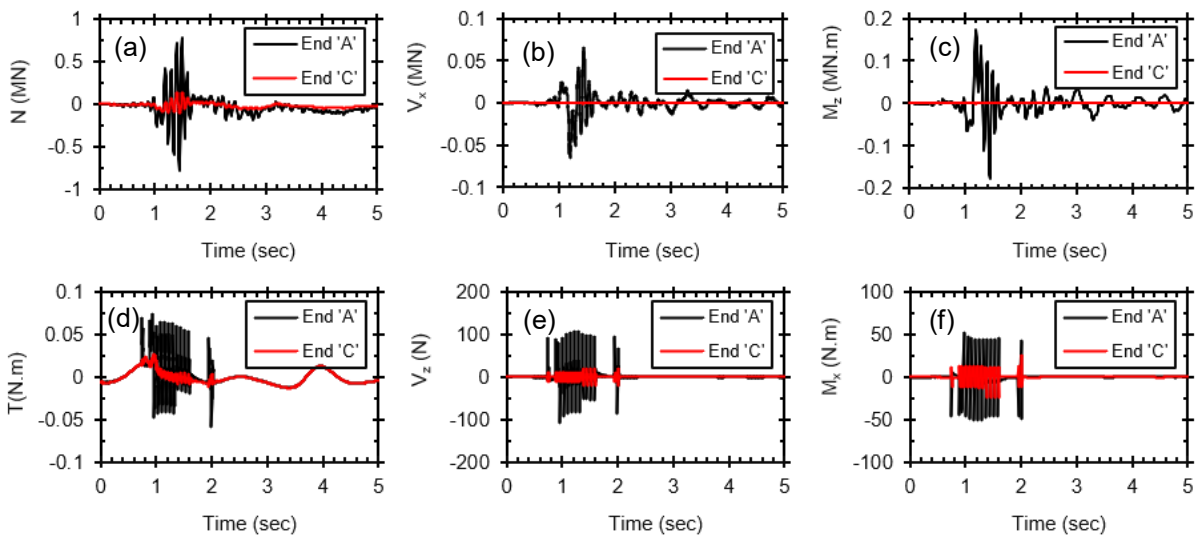 (a)
N (MN)
1
0.5
0
-0.5
-1
End 'A'
End 'C'
0 1 2 3 4 5
Time (sec)
(b)
Vx (MN)
0.1
0.05
0
-0.05
-0.1
End 'A'
End 'C'
0 1 2 3 4 5
Time (sec)
(c)
Mz (MN.m)
0.2
0.1
0
-0.1
-0.2
End 'A'
End 'C'
0 1 2 3 4 5
Time (sec)
(d)
T(N.m)
0.1
0.05
0
-0.05
-0.1
End 'A'
End 'C'
0 1 2 3 4 5
Time (sec)
(e)
Vz (N)
200
100
0
-100
-200
End 'A'
End 'C'
0 1 2 3 4 5
Time (sec)
(f)
Mx (N.m)
100
50
0
-50
-100
End 'A'
End 'C'
0 1 2 3 4 5
Time (sec)